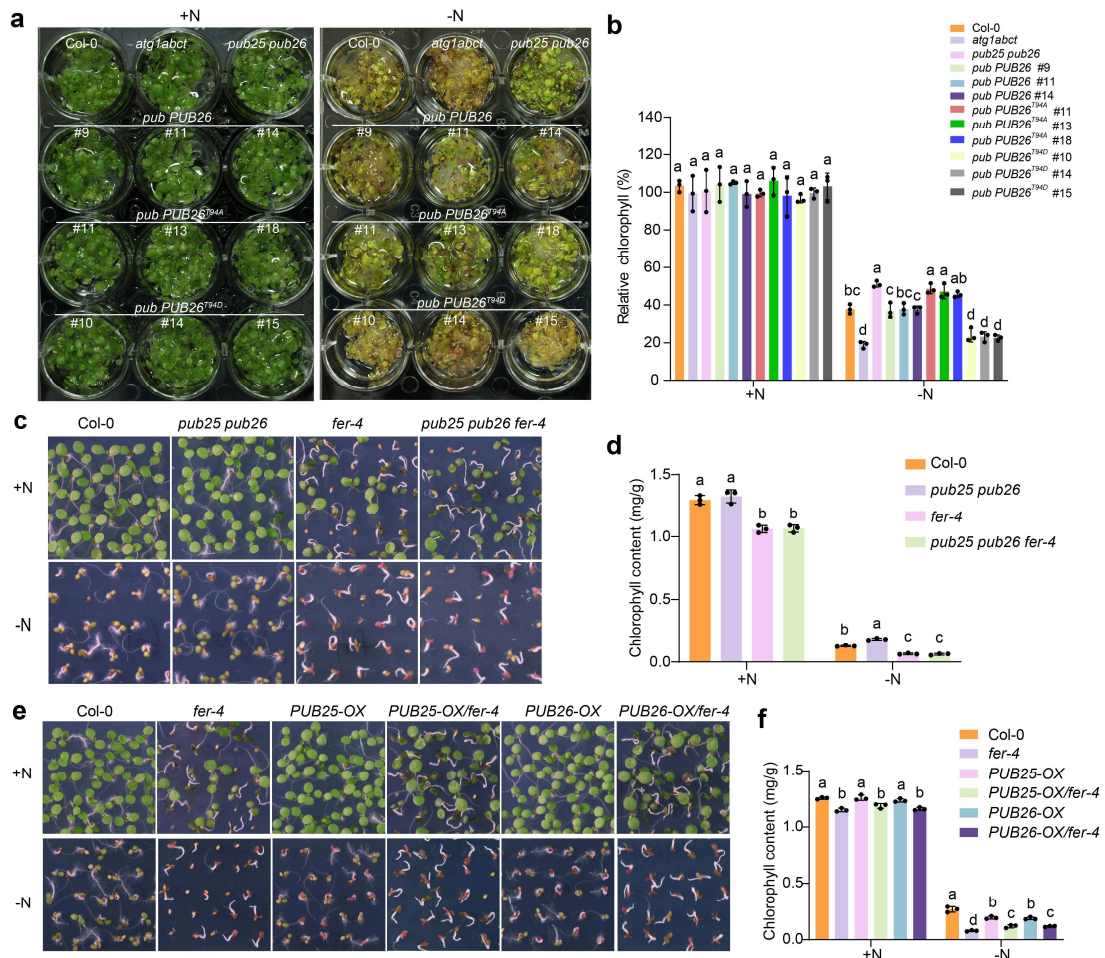 a
+N
-N
Col-0 atg1abct pub25 pub26
Col-0 atg1abct pub25 pub26
pub PUB26
pub PUB26
#9 #11 #14
#9 #11 #14
pub PUB26T94A
pub PUB26T94A
#11 #13 #18
#11 #13 #18
pub PUB26T94D
pub PUB26T94D
#10 #14 #15
#10 #14 #15
b
Col-0
atg1abct
pub25 pub26
pub PUB26 #9
pub PUB26 #11
pub PUB26 #14
pub PUB26T94A #11
pub PUB26T94A #13
pub PUB26T94A #18
pub PUB26T94D #10
pub PUB26T94D #14
pub PUB26T94D #15
Relative chlorophyll (%)
140
120
100
80
60
40
20
0
a a a a a a a a a a a a
bc d a c bc c a a ab d d d
+N -N
c
Col-0 pub25 pub26 fer-4 pub25 pub26 fer-4
+N
-N
d
Col-0
pub25 pub26
fer-4
pub25 pub26 fer-4
Chlorophyll content (mg/g)
1.5
1.0
0.5
0.0
a a b b
b a c c
+N -N
e
Col-0 fer-4 PUB25-OX PUB25-OX/fer-4 PUB26-OX PUB26-OX/fer-4
+N
-N
f
Col-0
fer-4
PUB25-OX
PUB25-OX/fer-4
PUB26-OX
PUB26-OX/fer-4
Chlorophyll content (mg/g)
1.5
1.0
0.5
0.0
a b a b a b
a d b c b c
+N -N